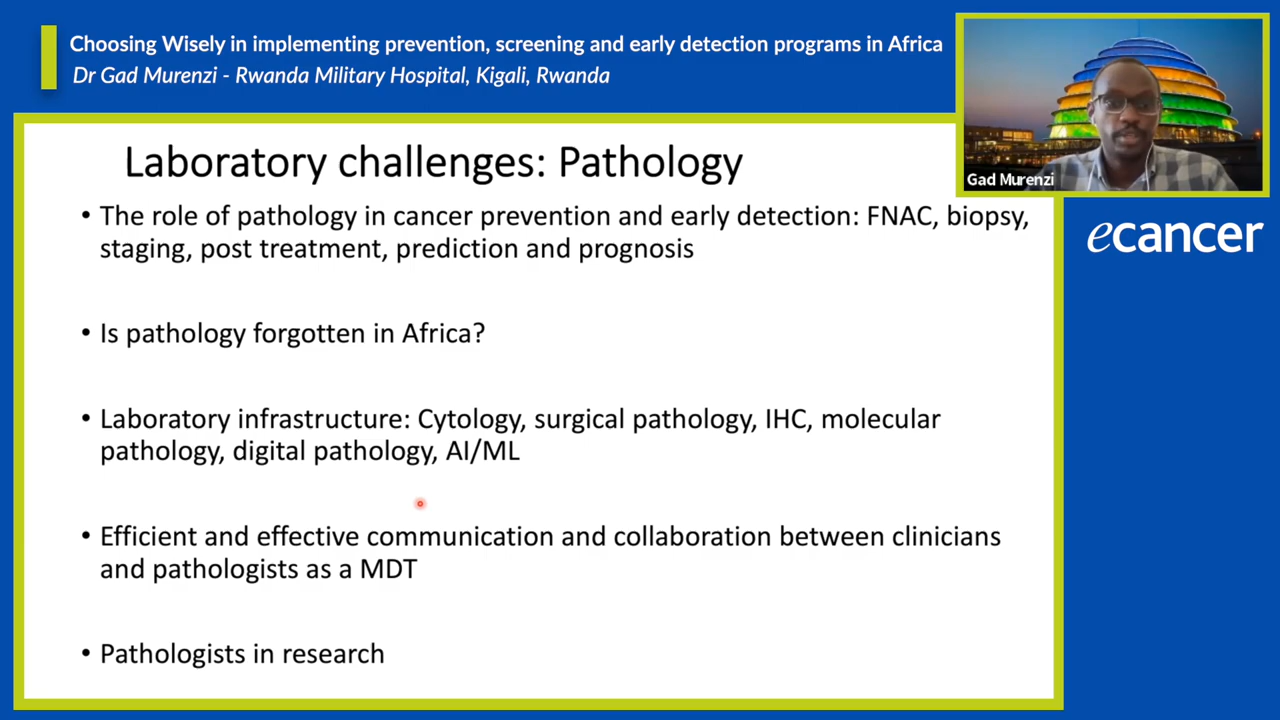 Choosing Wisely in implementing prevention, screening and early detection programs in Africa
Dr Gad Murenzi - Rwanda Military Hospital, Kigali, Rwanda
Gad Murenzi
ecancer
Laboratory challenges: Pathology
• The role of pathology in cancer prevention and early detection: FNAC, biopsy,
staging, post treatment, prediction and prognosis
• Is pathology forgotten in Africa?
• Laboratory infrastructure: Cytology, surgical pathology, IHC, molecular
pathology, digital pathology, AI/ML
• Efficient and effective communication and collaboration between clinicians
and pathologists as a MDT
• Pathologists in research